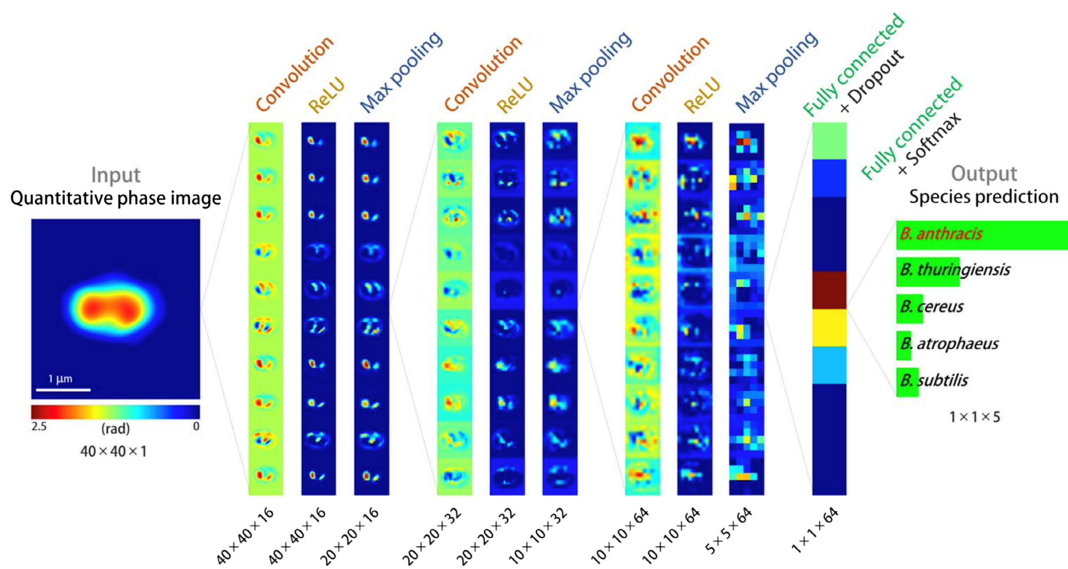 Input
Quantitative phase image
1 μm
2.5
(rad)
0
40×40×1
Convolution
ReLU
Max pooling
Convolution
ReLU
Max pooling
Convolution
ReLU
Max pooling
Fully connected
+ Dropout
Fully connected
+ Softmax
40×40×16
40×40×16
20×20×16
20×20×32
20×20×32
10×10×32
10×10×64
10×10×64
5×5×64
1×1×64
Output
Species prediction
B. anthracis
B. thuringiensis
B. cereus
B. atrophaeus
B. subtilis
1×1×5